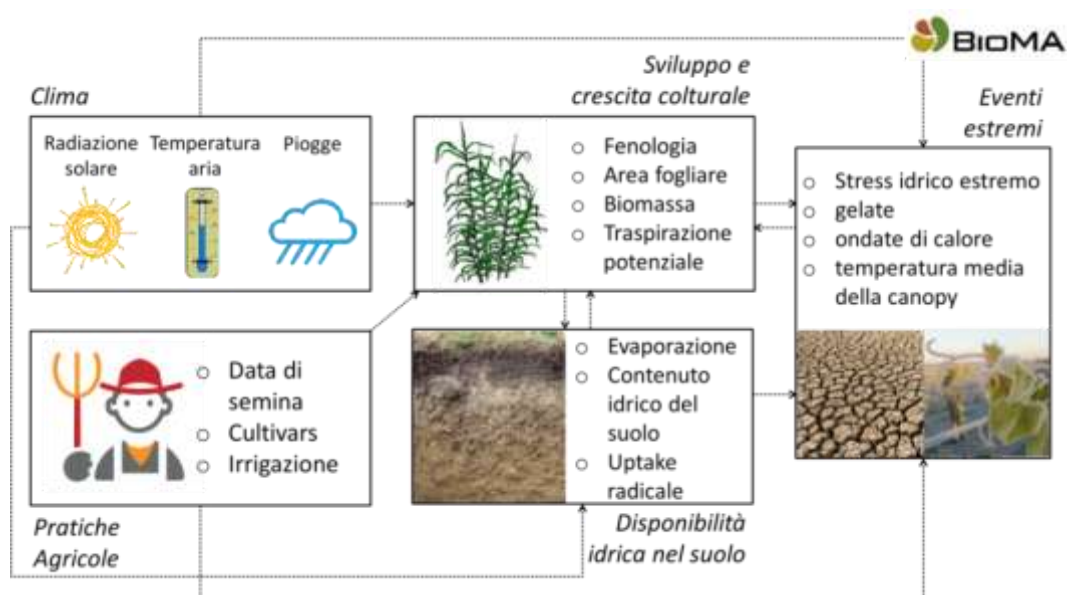 BIOMA
Clima
Radiazione
solare
Temperatura
aria
Piogge
Sviluppo e
crescita colturale
Fenologia
Area fogliare
Biomassa
Traspirazione
potenziale
Eventi
estremi
Stress idrico estremo
gelate
ondate di calore
temperatura media
della canopy
Data di
semina
Cultivars
Irrigazione
Pratiche
Agricole
Evaporazione
Contenuto
idrico del
suolo
Uptake
radicale
Disponibilità
idrica nel suolo